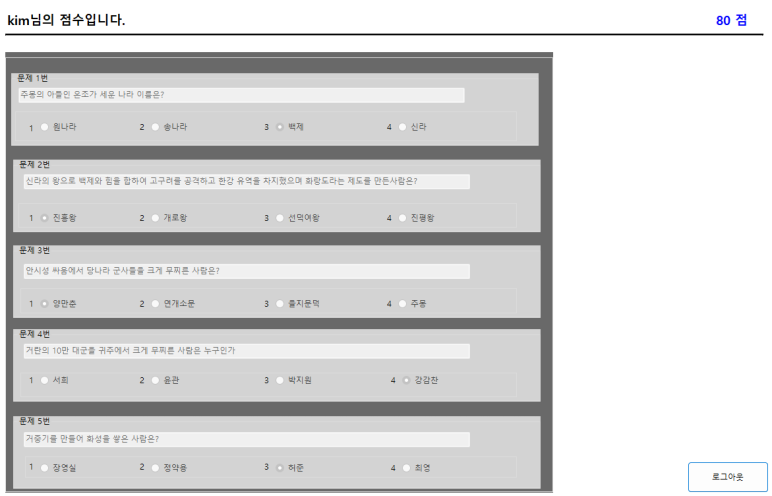 kim님의 점수입니다.
80 점
문제 1번
주몽의 아들인 온조가 세운 나라 이름은?
1 원나라 2 송나라 3 백제 4 신라
문제 2번
신라의 왕으로 백제와 힘을 합하여 고구려를 공격하고 한강 유역을 차지했으며 화랑도라는 제도를 만든사람은?
1 진흥왕 2 개로왕 3 선덕여왕 4 진평왕
문제 3번
안시성 싸움에서 당나라 군사들을 크게 무찌른 사람은?
1 양만춘 2 연개소문 3 을지문덕 4 주몽
문제 4번
거란의 10만 대군을 귀주에서 크게 무찌른 사람은 누구인가
1 서희 2 윤관 3 박지원 4 강감찬
문제 5번
거중기를 만들어 화성을 쌓은 사람은?
1 장영실 2 정약용 3 허준 4 최영
로그아웃